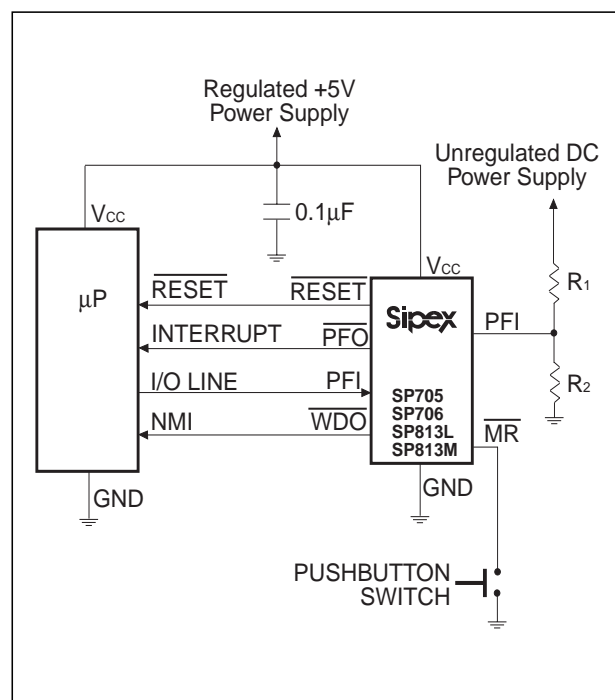 Regulated +5V
Power Supply
Unregulated DC
Power Supply
0.1μF
VCC
VCC
μP
RESET
RESET
INTERRUPT
PFO
I/O LINE
PFI
NMI
WDO
Sipex
SP705
SP706
SP813L
SP813M
PFI
R1
R2
MR
GND
GND
PUSHBUTTON
SWITCH